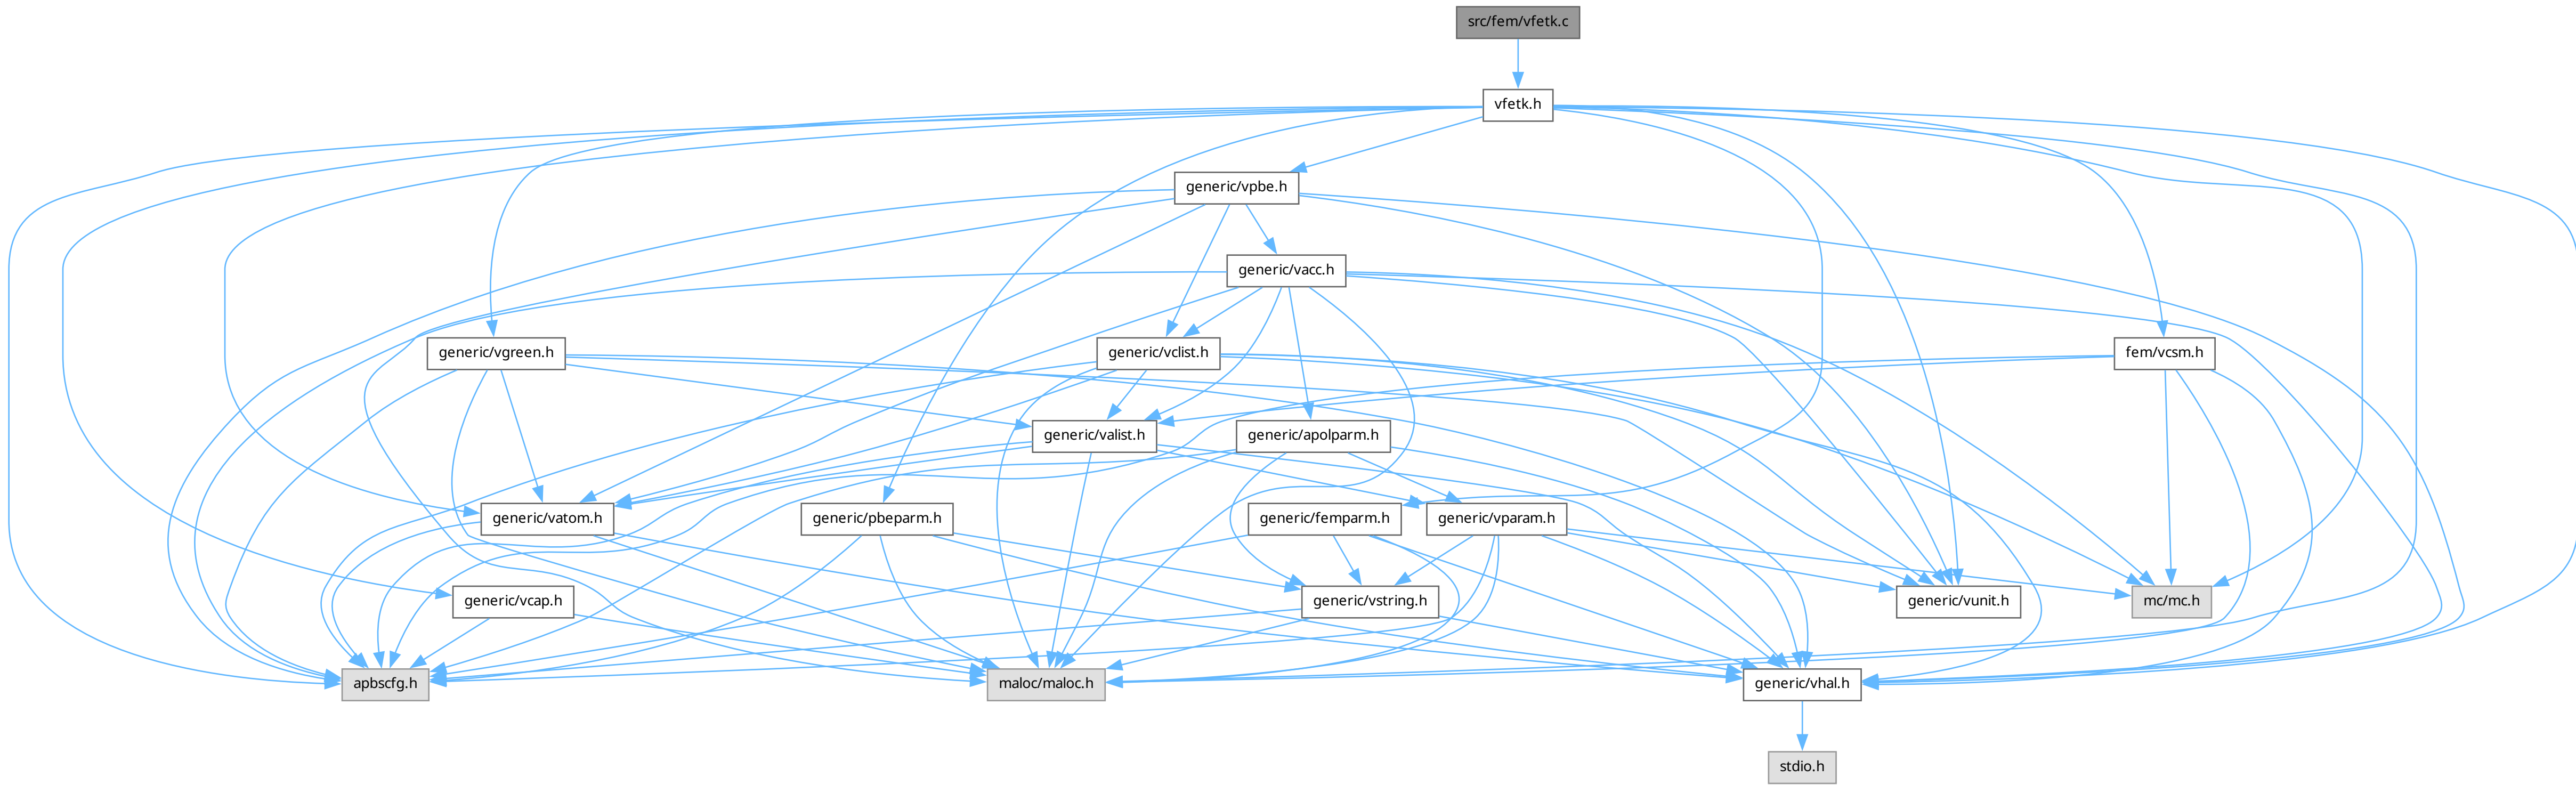 src/fem/vfetk.c
vfetk.h
generic/vpbe.h
generic/vacc.h
generic/vgreen.h
generic/vclist.h
fem/vcsm.h
generic/valist.h
generic/apolparm.h
generic/vatom.h
generic/pbeparm.h
generic/femparm.h
generic/vparam.h
generic/vcap.h
generic/vstring.h
generic/vunit.h
mc/mc.h
apbscfg.h
maloc/maloc.h
generic/vhal.h
stdio.h